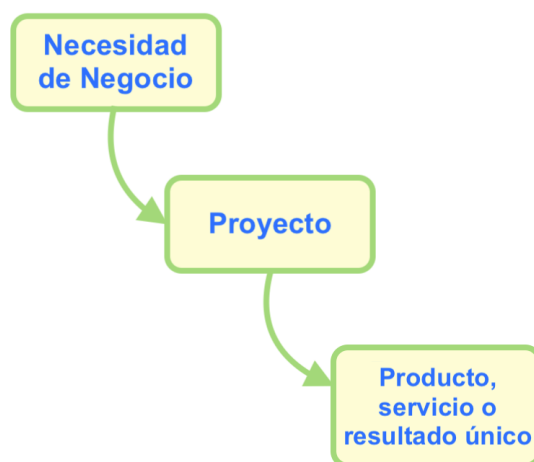 Necesidad
de Negocio
Proyecto
Producto,
servicio o
resultado único